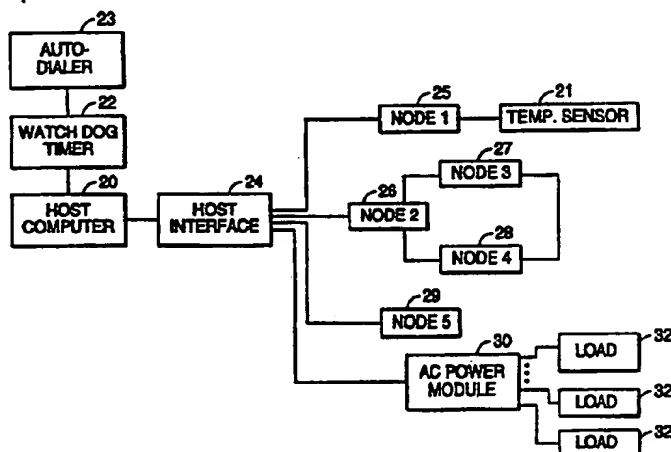 23
AUTO-
DIALER
22
WATCH DOG
TIMER
20
HOST
COMPUTER
24
HOST
INTERFACE
25
NODE 1
21
TEMP. SENSOR
26
NODE 2
27
NODE 3
28
NODE 4
29
NODE 5
30
AC POWER
MODULE
32
LOAD
32
LOAD
32
LOAD